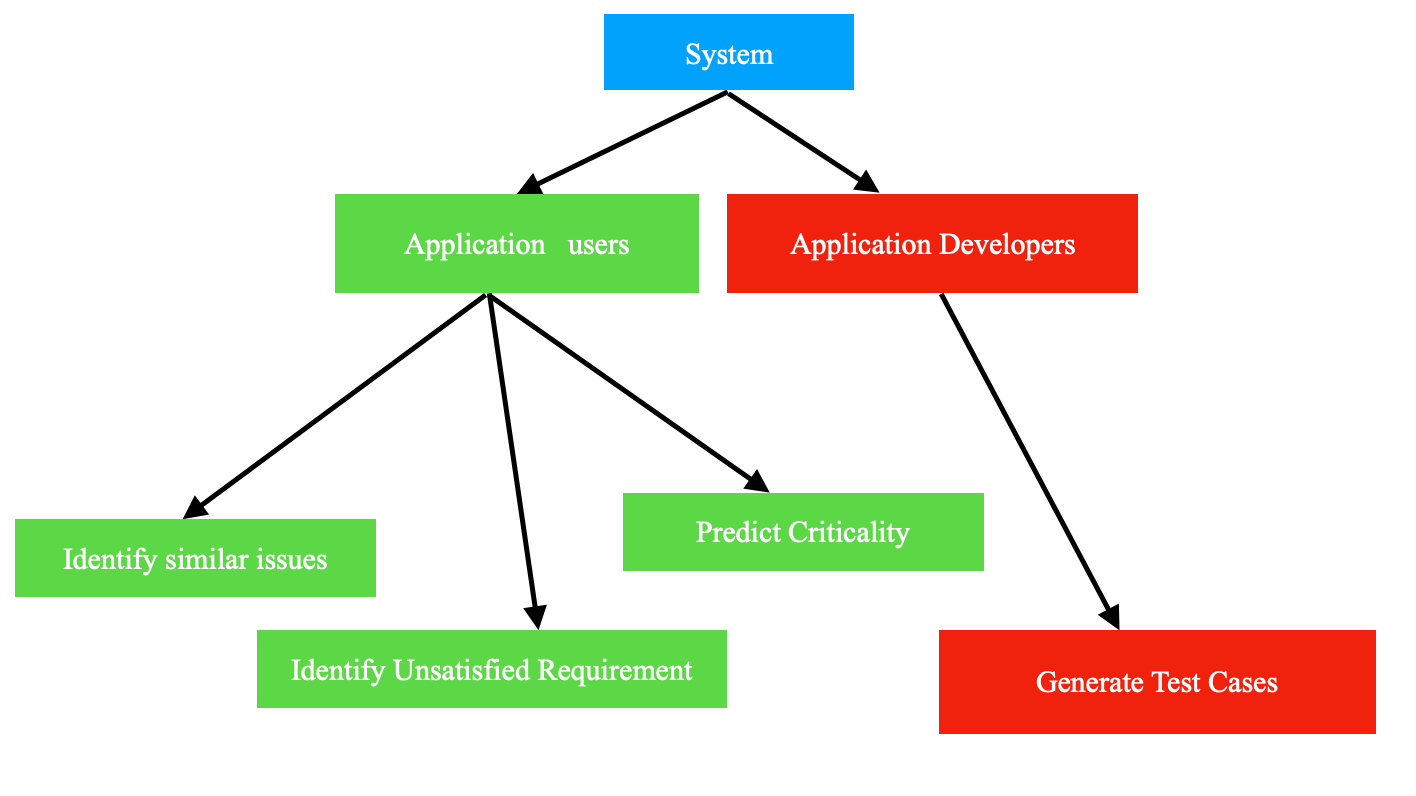 System
Application   users
Application Developers
Predict Criticality
Identify similar issues
Identify Unsatisfied Requirement
Generate Test Cases